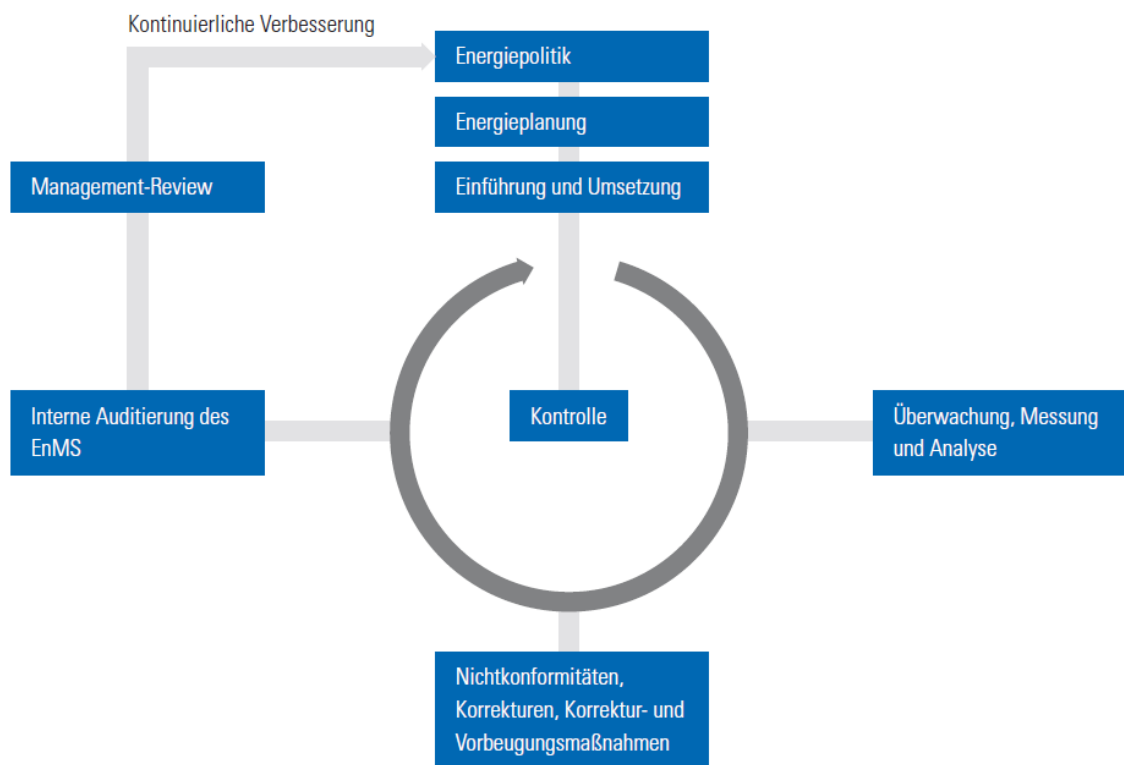 Kontinuierliche Verbesserung
Energiepolitik
Energieplanung
Management-Review
Einführung und Umsetzung
Interne Auditierung des
EnMS
Kontrolle
Überwachung, Messung
und Analyse
Nichtkonformitäten,
Korrekturen, Korrektur- und
Vorbeugungsmaßnahmen